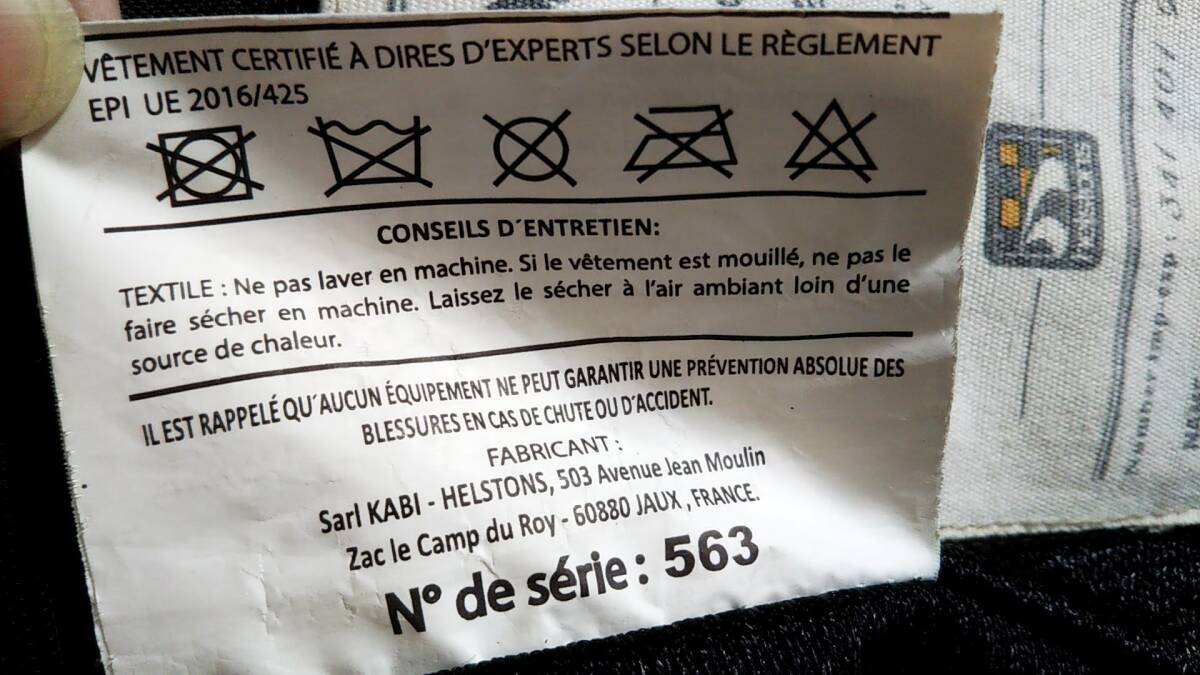 VÊTEMENT CERTIFIÉ À DIRES D'EXPERTS SELON LE RÈGLEMENT
EPI UE 2016/425
CONSEILS D´ENTRETIEN:
TEXTILE : Ne pas laver en machine. Si le vêtement est mouillé, ne pas le
faire sécher en machine. Laissez le sécher à l'air ambiant loin d'une
source de chaleur.
IL EST RAPPELÉ QU´AUCUN ÉQUIPEMENT NE PEUT GARANTIR UNE PRÉVENTION ABSOLUE DES
BLESSURES EN CAS DE CHUTE OU D'ACCIDENT.
FABRICANT :
Sarl KABI - HELSTONS, 503 Avenue Jean Moulin
Zac le Camp du Roy - 60880 JAUX , FRANCE.
N° de série : 563